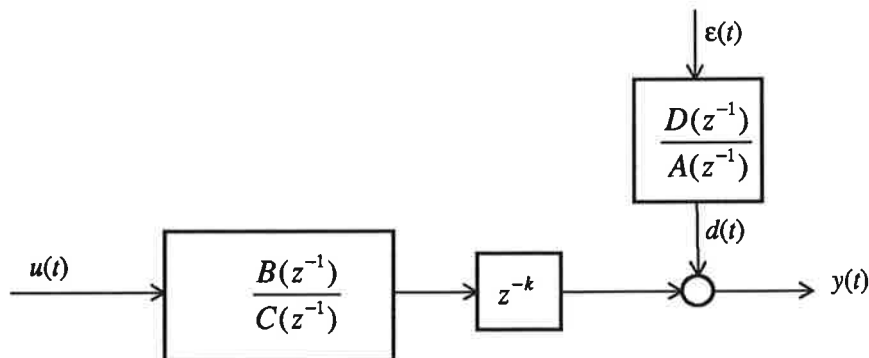 ε(t)
D(z⁻¹)
A(z⁻¹)
d(t)
u(t)
B(z⁻¹)
C(z⁻¹)
z⁻ᵏ
y(t)